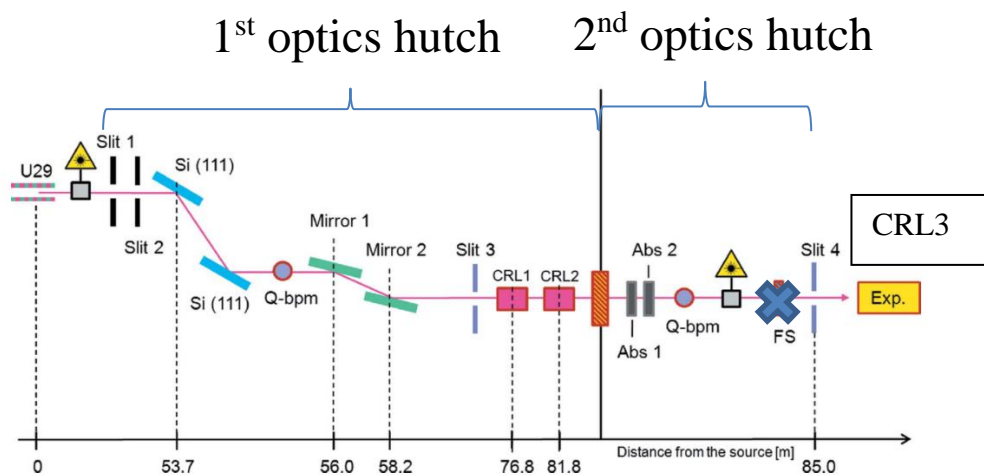 1st optics hutch
2nd optics hutch
U29
Slit 1
Slit 2
Si (111)
Si (111)
Q-bpm
Mirror 1
Mirror 2
Slit 3
CRL1
CRL2
Abs 2
Abs 1
Q-bpm
FS
Slit 4
CRL3
Exp.
Distance from the source [m]
0
53.7
56.0
58.2
76.8
81.8
85.0